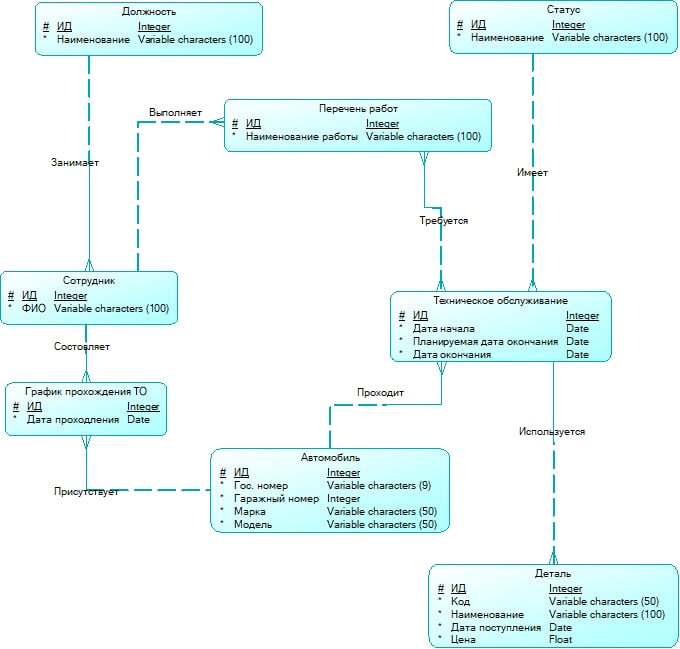 Должность
# ИД Integer
* Наименование Variable characters (100)
Статус
# ИД Integer
* Наименование Variable characters (100)
Выполняет
Перечень работ
# ИД Integer
* Наименование работы Variable characters (100)
Занимает
Имеет
Требуется
Сотрудник
# ИД Integer
* ФИО Variable characters (100)
Техническое обслуживание
# ИД Integer
* Дата начала Date
* Планируемая дата окончания Date
* Дата окончания Date
Состовляет
График прохождения ТО
# ИД Integer
* Дата проходления Date
Проходит
Используется
Автомобиль
# ИД Integer
* Гос. номер Variable characters (9)
* Гаражный номер Integer
* Марка Variable characters (50)
* Модель Variable characters (50)
Присутствует
Деталь
# ИД Integer
* Код Variable characters (50)
* Наименование Variable characters (100)
* Дата поступления Date
* Цена Float